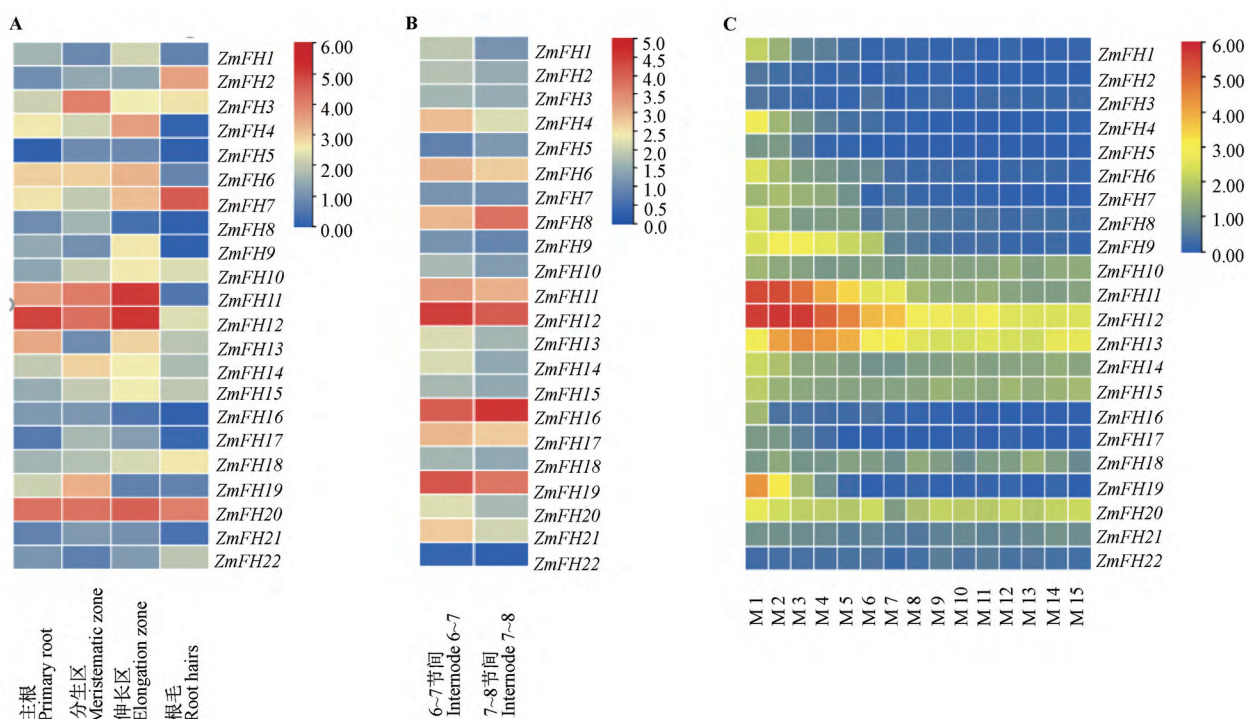 A
ZmFH1
ZmFH2
ZmFH3
ZmFH4
ZmFH5
ZmFH6
ZmFH7
ZmFH8
ZmFH9
ZmFH10
ZmFH11
ZmFH12
ZmFH13
ZmFH14
ZmFH15
ZmFH16
ZmFH17
ZmFH18
ZmFH19
ZmFH20
ZmFH21
ZmFH22
6.00
5.00
4.00
3.00
2.00
1.00
0.00
主根
Primary root
分生区
Meristematic zone
伸长区
Elongation zone
根毛
Root hairs
B
ZmFH1
ZmFH2
ZmFH3
ZmFH4
ZmFH5
ZmFH6
ZmFH7
ZmFH8
ZmFH9
ZmFH10
ZmFH11
ZmFH12
ZmFH13
ZmFH14
ZmFH15
ZmFH16
ZmFH17
ZmFH18
ZmFH19
ZmFH20
ZmFH21
ZmFH22
5.0
4.5
4.0
3.5
3.0
2.5
2.0
1.5
1.0
0.5
0.0
6~7节间
Internode 6~7
7~8节间
Internode 7~8
C
ZmFH1
ZmFH2
ZmFH3
ZmFH4
ZmFH5
ZmFH6
ZmFH7
ZmFH8
ZmFH9
ZmFH10
ZmFH11
ZmFH12
ZmFH13
ZmFH14
ZmFH15
ZmFH16
ZmFH17
ZmFH18
ZmFH19
ZmFH20
ZmFH21
ZmFH22
6.00
5.00
4.00
3.00
2.00
1.00
0.00
M 1
M 2
M 3
M 4
M 5
M 6
M 7
M 8
M 9
M 10
M 11
M 12
M 13
M 14
M 15